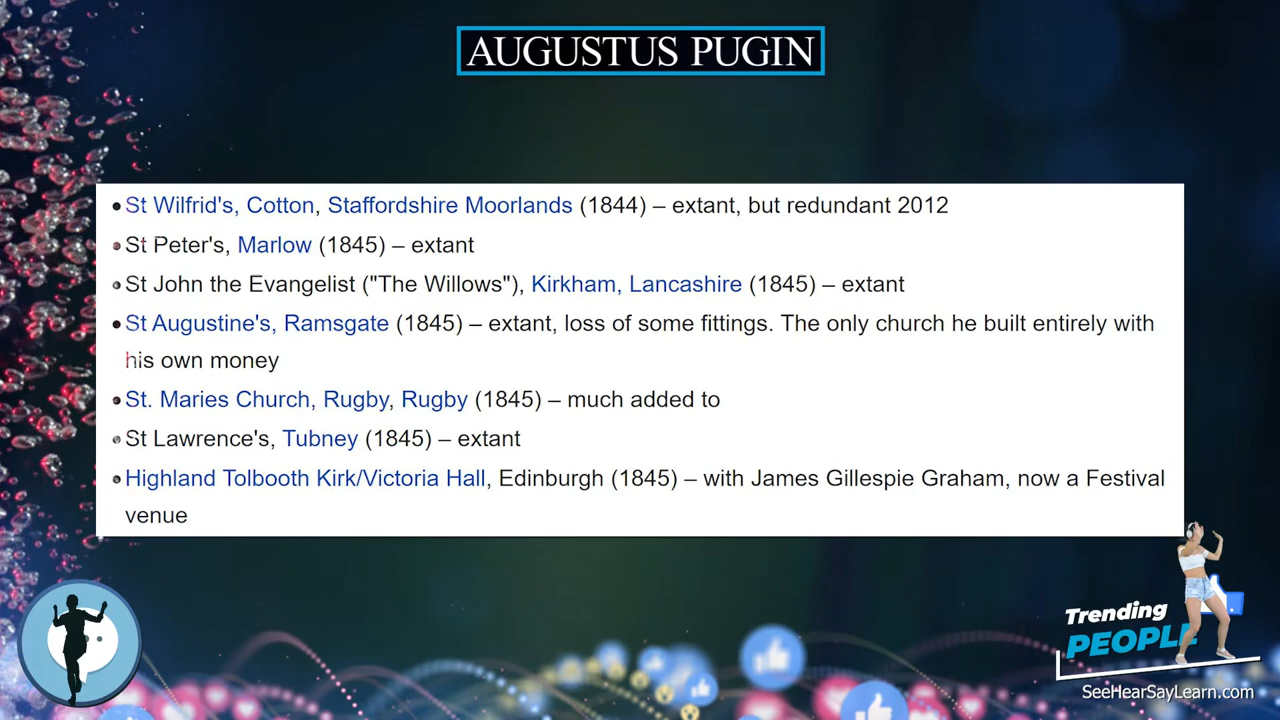 AUGUSTUS PUGIN
•St Wilfrid's, Cotton, Staffordshire Moorlands (1844) – extant, but redundant 2012
•St Peter's, Marlow (1845) – extant
•St John the Evangelist ("The Willows"), Kirkham, Lancashire (1845) – extant
•St Augustine's, Ramsgate (1845) – extant, loss of some fittings. The only church he built entirely with
his own money
•St. Maries Church, Rugby, Rugby (1845) – much added to
•St Lawrence's, Tubney (1845) – extant
•Highland Tolbooth Kirk/Victoria Hall, Edinburgh (1845) – with James Gillespie Graham, now a Festival
venue
Trending
PEOPLE
SeeHearSayLearn.com